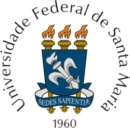 Universidade Federal de Santa Maria
SEDES SAPIENTIAE
1960